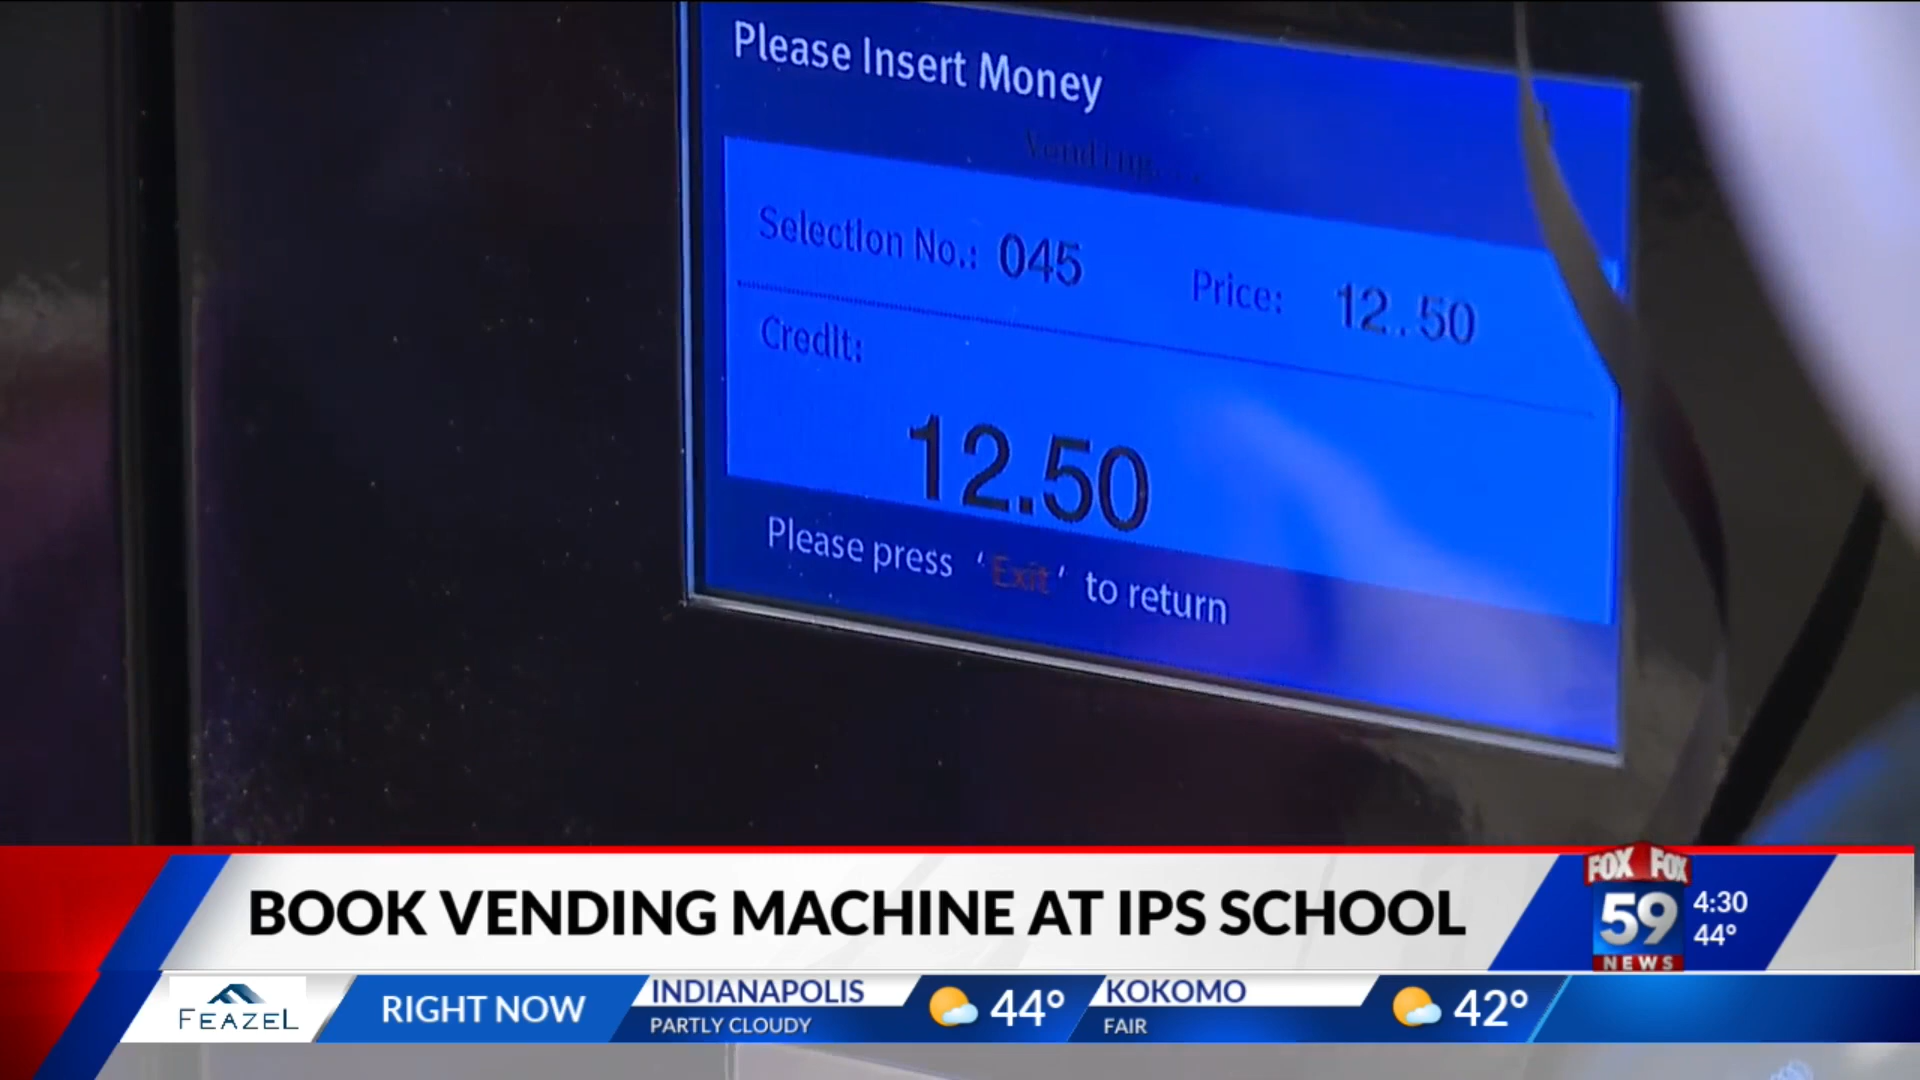 Please Insert Money
Vending...
Selection No.: 045 Price: 12.50
Credit:
12.50
Please press 'Exit' to return
BOOK VENDING MACHINE AT IPS SCHOOL
FOX FOX
59
NEWS
4:30
44°
FEAZEL
RIGHT NOW
INDIANAPOLIS
PARTLY CLOUDY
44°
KOKOMO
FAIR
42°